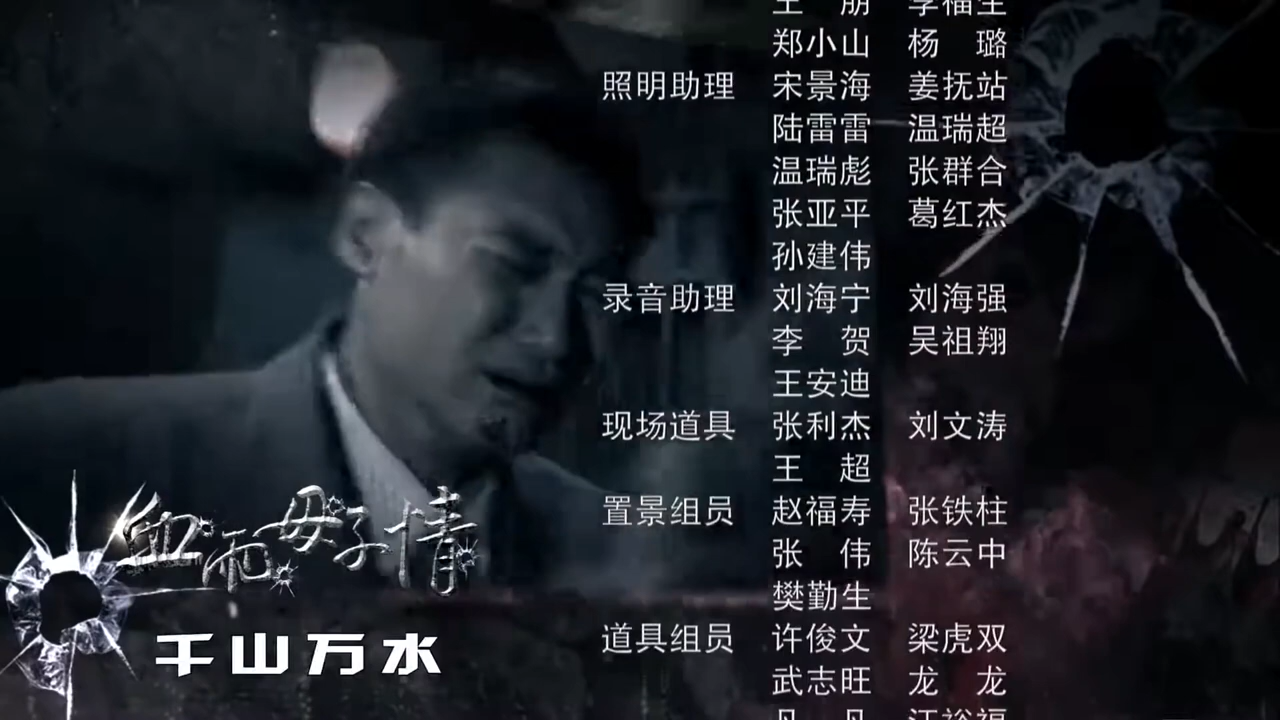 郑小山 杨 璐
照明助理 宋景海 姜抚站
陆雷雷 温瑞超
温瑞彪 张群合
张亚平 葛红杰
孙建伟
录音助理 刘海宁 刘海强
李 贺 吴祖翔
王安迪
现场道具 张利杰 刘文涛
王 超
置景组员 赵福寿 张铁柱
张 伟 陈云中
樊勤生
道具组员 许俊文 梁虎双
武志旺 龙 龙
血雨母子情
千山万水